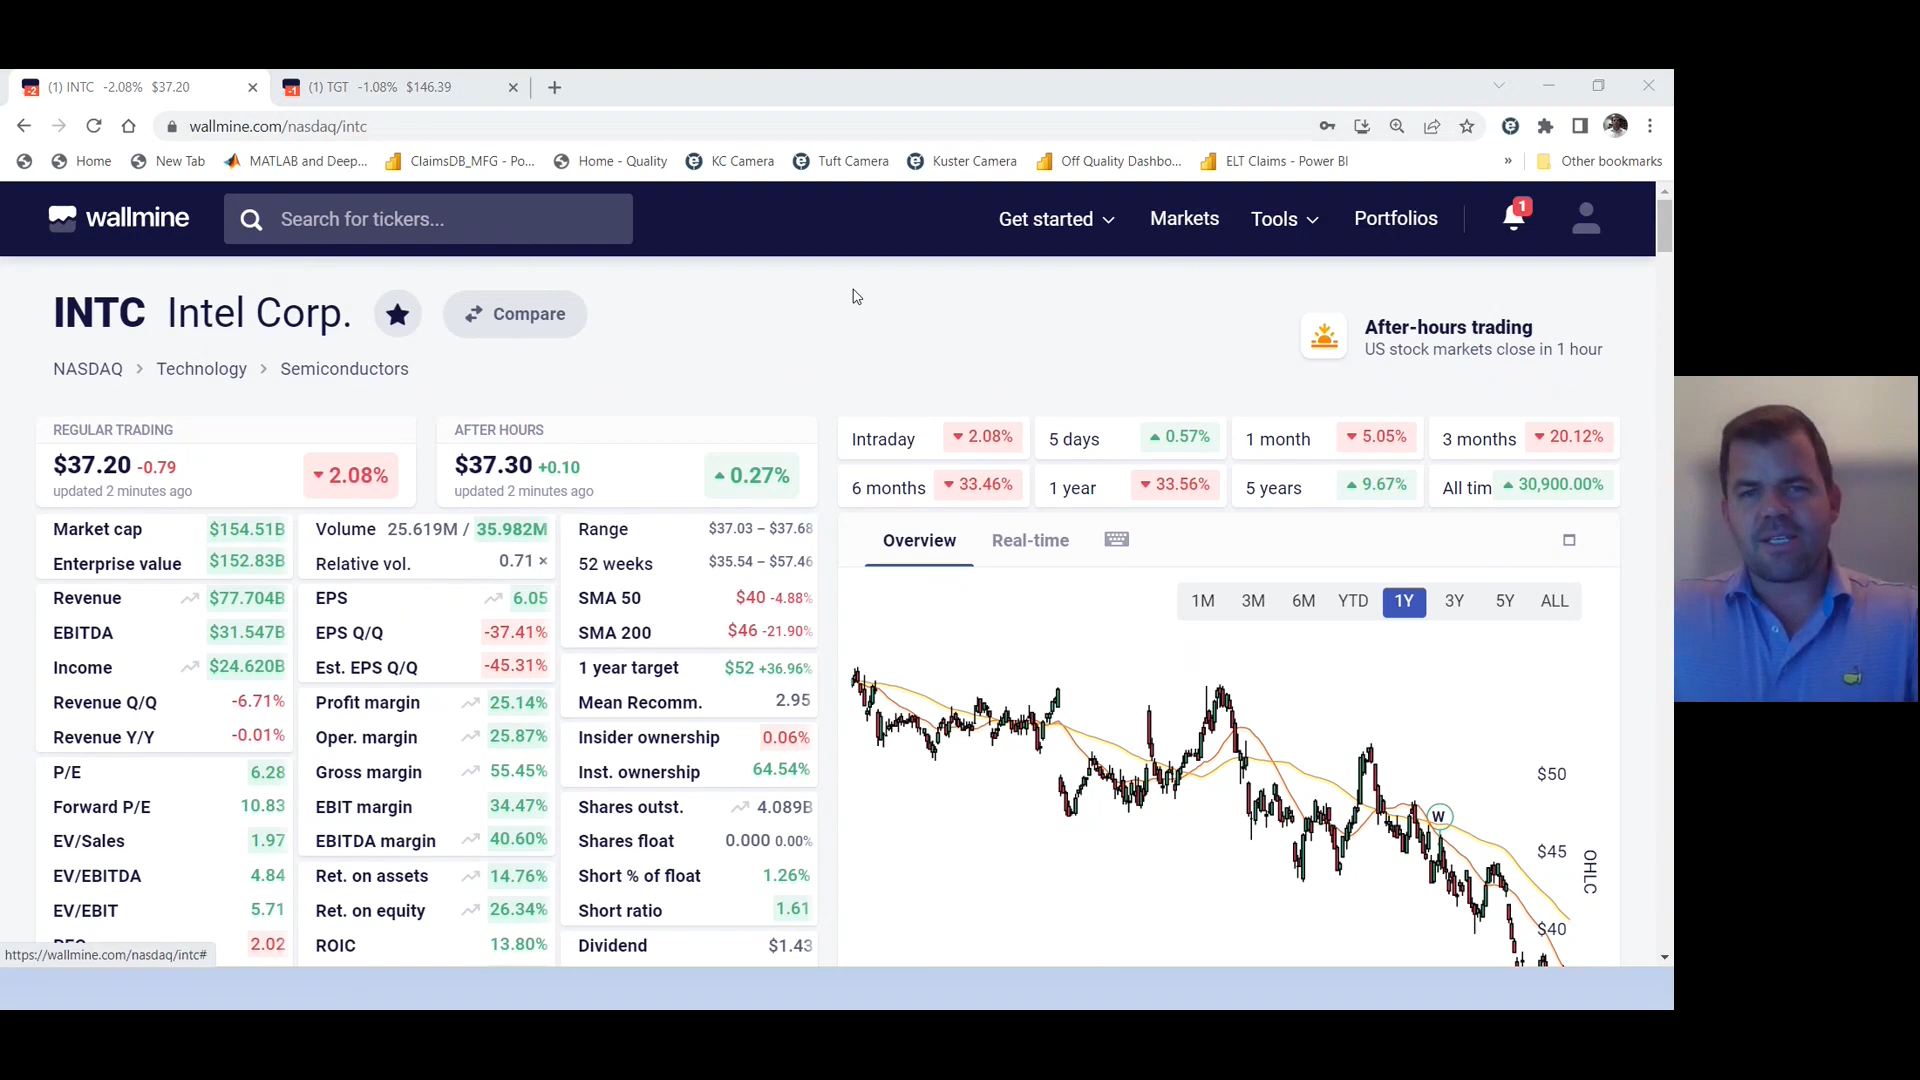 (1) INTC -2.08% $37.20
(1) TGT -1.08% $146.39
wallmine.com/nasdaq/intc
Home
New Tab
MATLAB and Deep...
ClaimsDB_MFG - Po...
Home - Quality
KC Camera
Tuft Camera
Kuster Camera
Off Quality Dashbo...
ELT Claims - Power BI
»
Other bookmarks
wallmine
Search for tickers...
Get started
Markets
Tools
Portfolios
1
INTC Intel Corp.
Compare
After-hours trading
US stock markets close in 1 hour
NASDAQ > Technology > Semiconductors
REGULAR TRADING
$37.20 -0.79
2.08%
updated 2 minutes ago
AFTER HOURS
$37.30 +0.10
0.27%
updated 2 minutes ago
Intraday 2.08%
5 days 0.57%
1 month 5.05%
3 months 20.12%
6 months 33.46%
1 year 33.56%
5 years 9.67%
All tim 30,900.00%
Market cap $154.51B
Enterprise value $152.83B
Revenue $77.704B
EBITDA $31.547B
Income $24.620B
Revenue Q/Q -6.71%
Revenue Y/Y -0.01%
P/E 6.28
Forward P/E 10.83
EV/Sales 1.97
EV/EBITDA 4.84
EV/EBIT 5.71
2.02
Volume 25.619M / 35.982M
Relative vol. 0.71 ×
EPS 6.05
EPS Q/Q -37.41%
Est. EPS Q/Q -45.31%
Profit margin 25.14%
Oper. margin 25.87%
Gross margin 55.45%
EBIT margin 34.47%
EBITDA margin 40.60%
Ret. on assets 14.76%
Ret. on equity 26.34%
ROIC 13.80%
Range $37.03 – $37.68
52 weeks $35.54 – $57.46
SMA 50 $40 -4.88%
SMA 200 $46 -21.90%
1 year target $52 +36.96%
Mean Recomm. 2.95
Insider ownership 0.06%
Inst. ownership 64.54%
Shares outst. 4.089B
Shares float 0.000 0.00%
Short % of float 1.26%
Short ratio 1.61
Dividend $1.43
Overview
Real-time
1M 3M 6M YTD 1Y 3Y 5Y ALL
W
$50
$45
$40
OHLC
https://wallmine.com/nasdaq/intc#